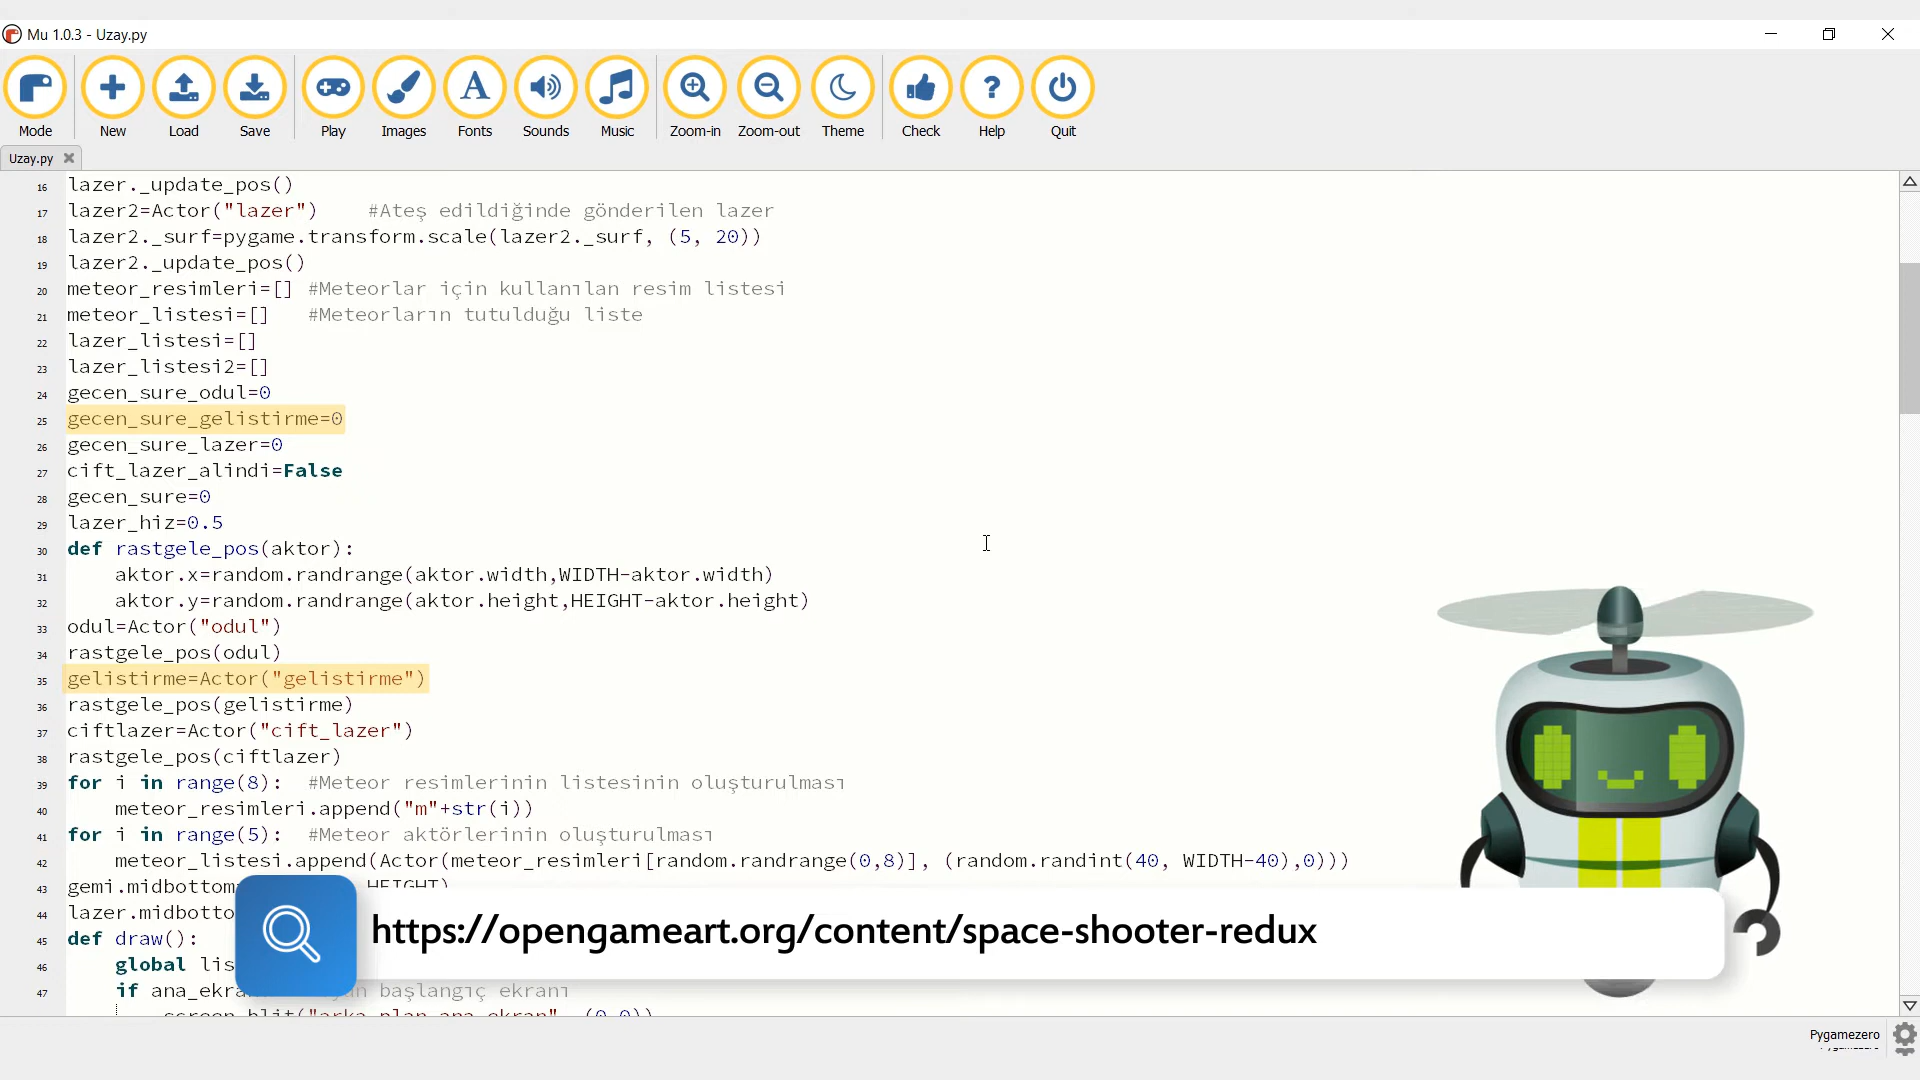 Mu 1.0.3 - Uzay.py
Mode New Load Save Play Images Fonts Sounds Music Zoom-in Zoom-out Theme Check Help Quit
Uzay.py
16 lazer._update_pos()
17 lazer2=Actor("lazer")    #Ateş edildiğinde gönderilen lazer
18 lazer2._surf=pygame.transform.scale(lazer2._surf, (5, 20))
19 lazer2._update_pos()
20 meteor_resimleri=[] #Meteorlar için kullanılan resim listesi
21 meteor_listesi=[]   #Meteorların tutulduğu liste
22 lazer_listesi=[]
23 lazer_listesi2=[]
24 gecen_sure_odul=0
25 gecen_sure_gelistirme=0
26 gecen_sure_lazer=0
27 cift_lazer_alindi=False
28 gecen_sure=0
29 lazer_hiz=0.5
30 def rastgele_pos(aktor):
31     aktor.x=random.randrange(aktor.width,WIDTH-aktor.width)
32     aktor.y=random.randrange(aktor.height,HEIGHT-aktor.height)
33 odul=Actor("odul")
34 rastgele_pos(odul)
35 gelistirme=Actor("gelistirme")
36 rastgele_pos(gelistirme)
37 ciftlazer=Actor("cift_lazer")
38 rastgele_pos(ciftlazer)
39 for i in range(8):  #Meteor resimlerinin listesinin oluşturulması
40     meteor_resimleri.append("m"+str(i))
41 for i in range(5):  #Meteor aktörlerinin oluşturulması
42     meteor_listesi.append(Actor(meteor_resimleri[random.randrange(0,8)], (random.randint(40, WIDTH-40),0)))
43 gemi.midbottom HEIGHT)
44 lazer.midbotto
45 def draw():
46     global lis
47     if ana_ekra başlangıç ekranı
screen.blit("arka_plan_ana_ekran", (0,0))
https://opengameart.org/content/space-shooter-redux
Pygamezero